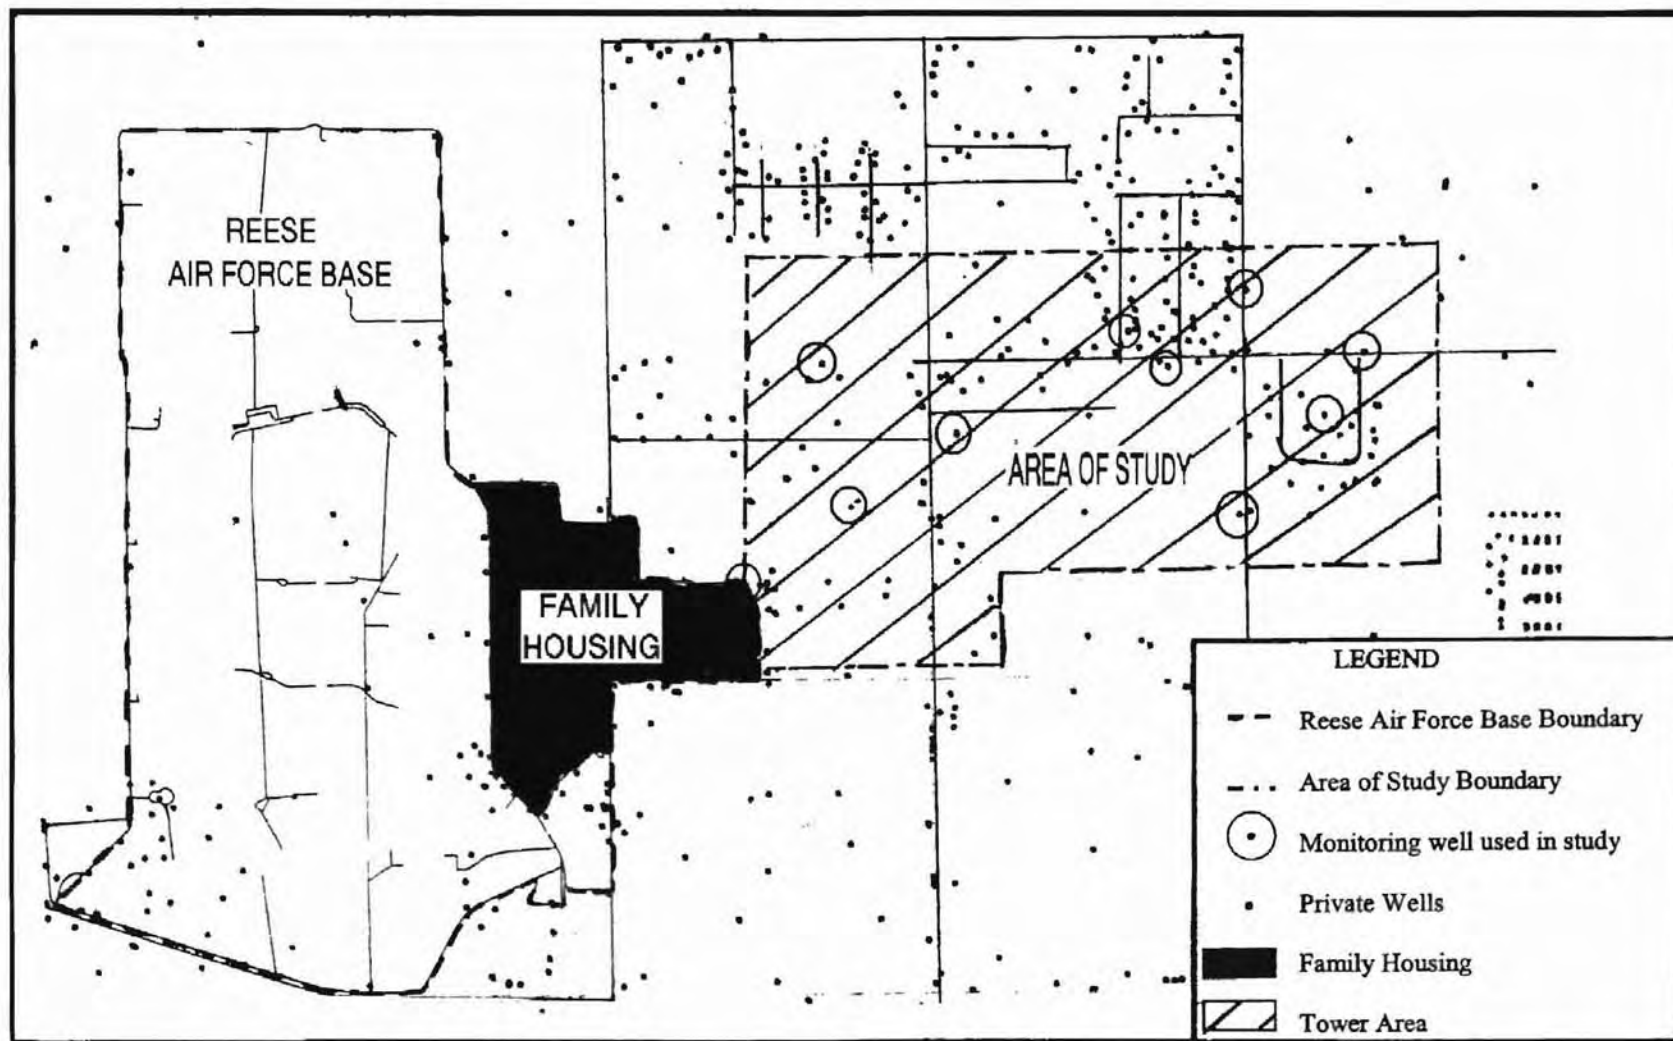 REESE
AIR FORCE BASE
AREA OF STUDY
FAMILY
HOUSING
LEGEND
Reese Air Force Base Boundary
Area of Study Boundary
Monitoring well used in study
Private Wells
Family Housing
Tower Area